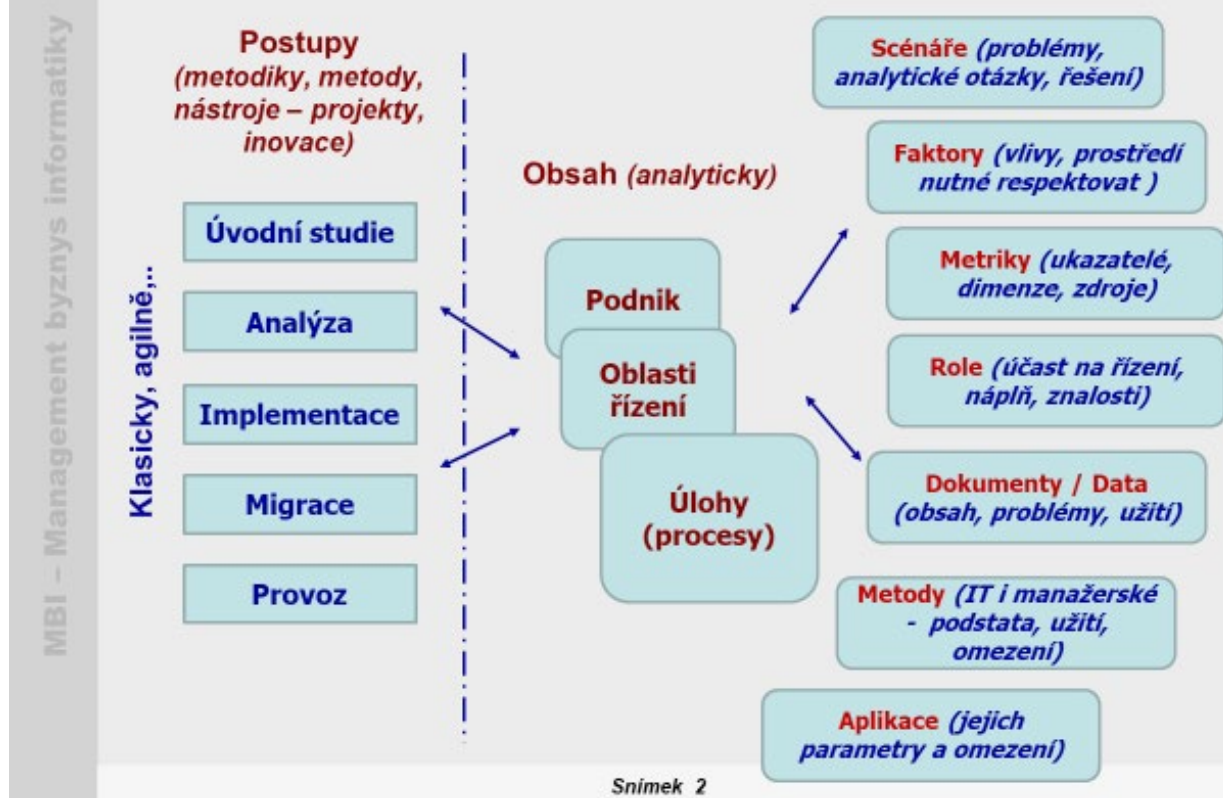 MBI – Management byznys informatiky
Postupy
(metodiky, metody,
nástroje – projekty,
inovace)
Klasicky, agilně,..
Úvodní studie
Analýza
Implementace
Migrace
Provoz
Obsah (analyticky)
Podnik
Oblasti
řízení
Úlohy
(procesy)
Scénáře (problémy,
analytické otázky, řešení)
Faktory (vlivy, prostředí
nutné respektovat )
Metriky (ukazatelé,
dimenze, zdroje)
Role (účast na řízení,
náplň, znalosti)
Dokumenty / Data
(obsah, problémy, užití)
Metody (IT i manažerské
- podstata, užití,
omezení)
Aplikace (jejich
parametry a omezení)
Snímek 2